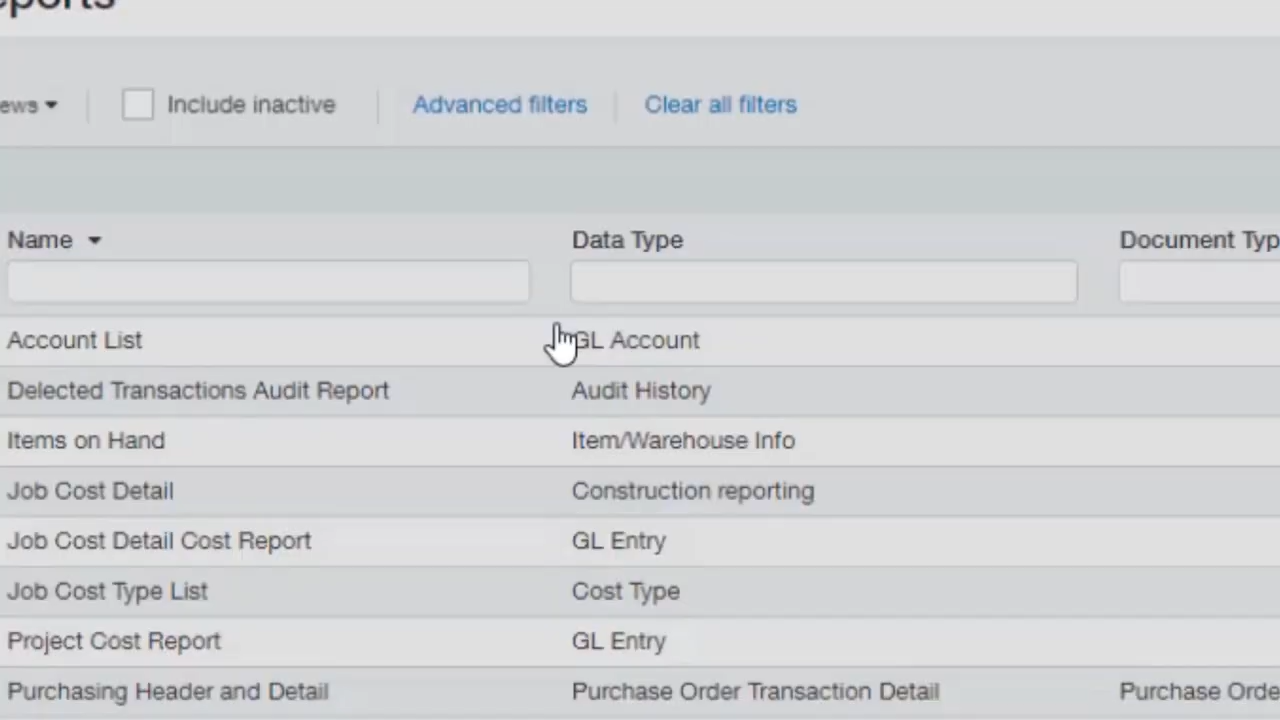 Include inactive Advanced filters Clear all filters
Name Data Type Document
Account List GL Account
Delected Transactions Audit Report Audit History
Items on Hand Item/Warehouse Info
Job Cost Detail Construction reporting
Job Cost Detail Cost Report GL Entry
Job Cost Type List Cost Type
Project Cost Report GL Entry
Purchasing Header and Detail Purchase Order Transaction Detail Purchase